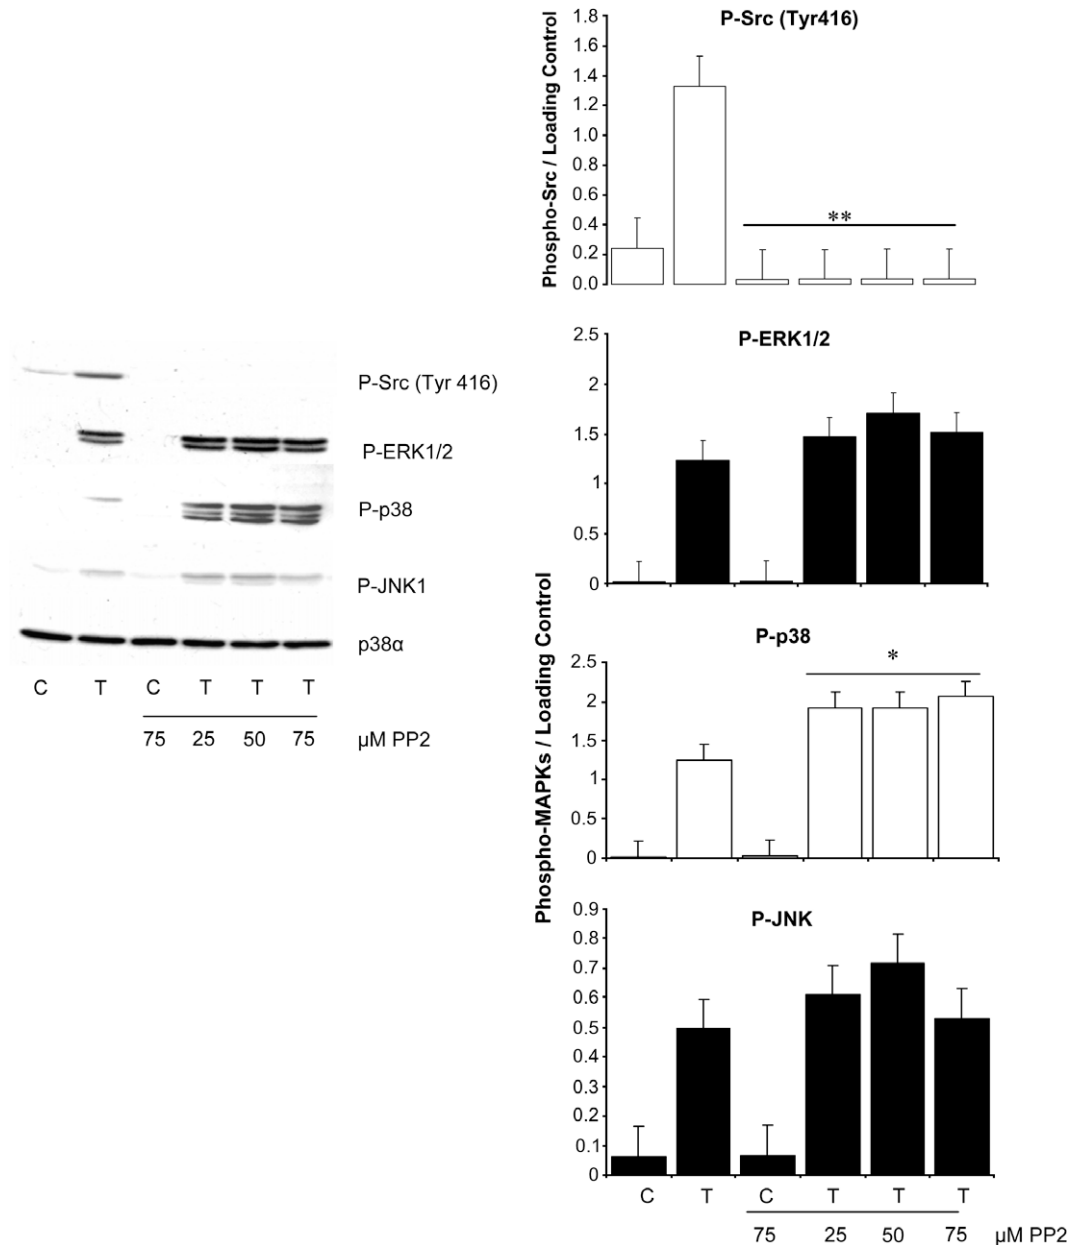 P-Src (Tyr 416)
P-ERK1/2
P-p38
P-JNK1
p38α
C T C T T T
75 25 50 75 µM PP2
P-Src (Tyr416)
Phospho-Src / Loading Control
1.8
1.6
1.4
1.2
1.0
0.8
0.6
0.4
0.2
0.0
**
Phospho-MAPKs / Loading Control
P-ERK1/2
2.5
2
1.5
1
0.5
0
P-p38
2.5
2
1.5
1
0.5
0
*
P-JNK
0.9
0.8
0.7
0.6
0.5
0.4
0.3
0.2
0.1
0
C T C T T T
75 25 50 75 µM PP2